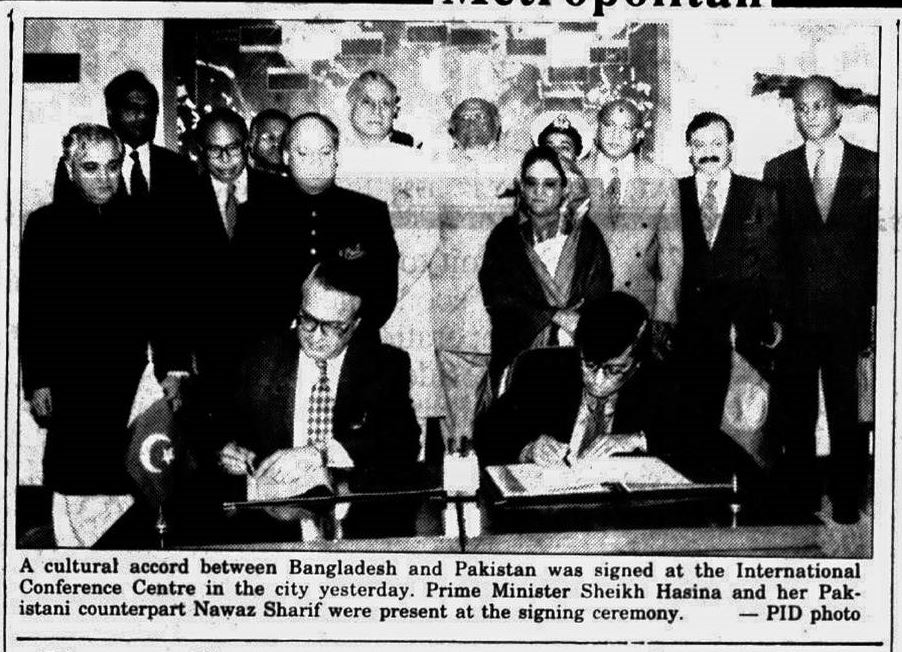 Metropolitan
A cultural accord between Bangladesh and Pakistan was signed at the International
Conference Centre in the city yesterday. Prime Minister Sheikh Hasina and her Pak-
istani counterpart Nawaz Sharif were present at the signing ceremony. — PID photo